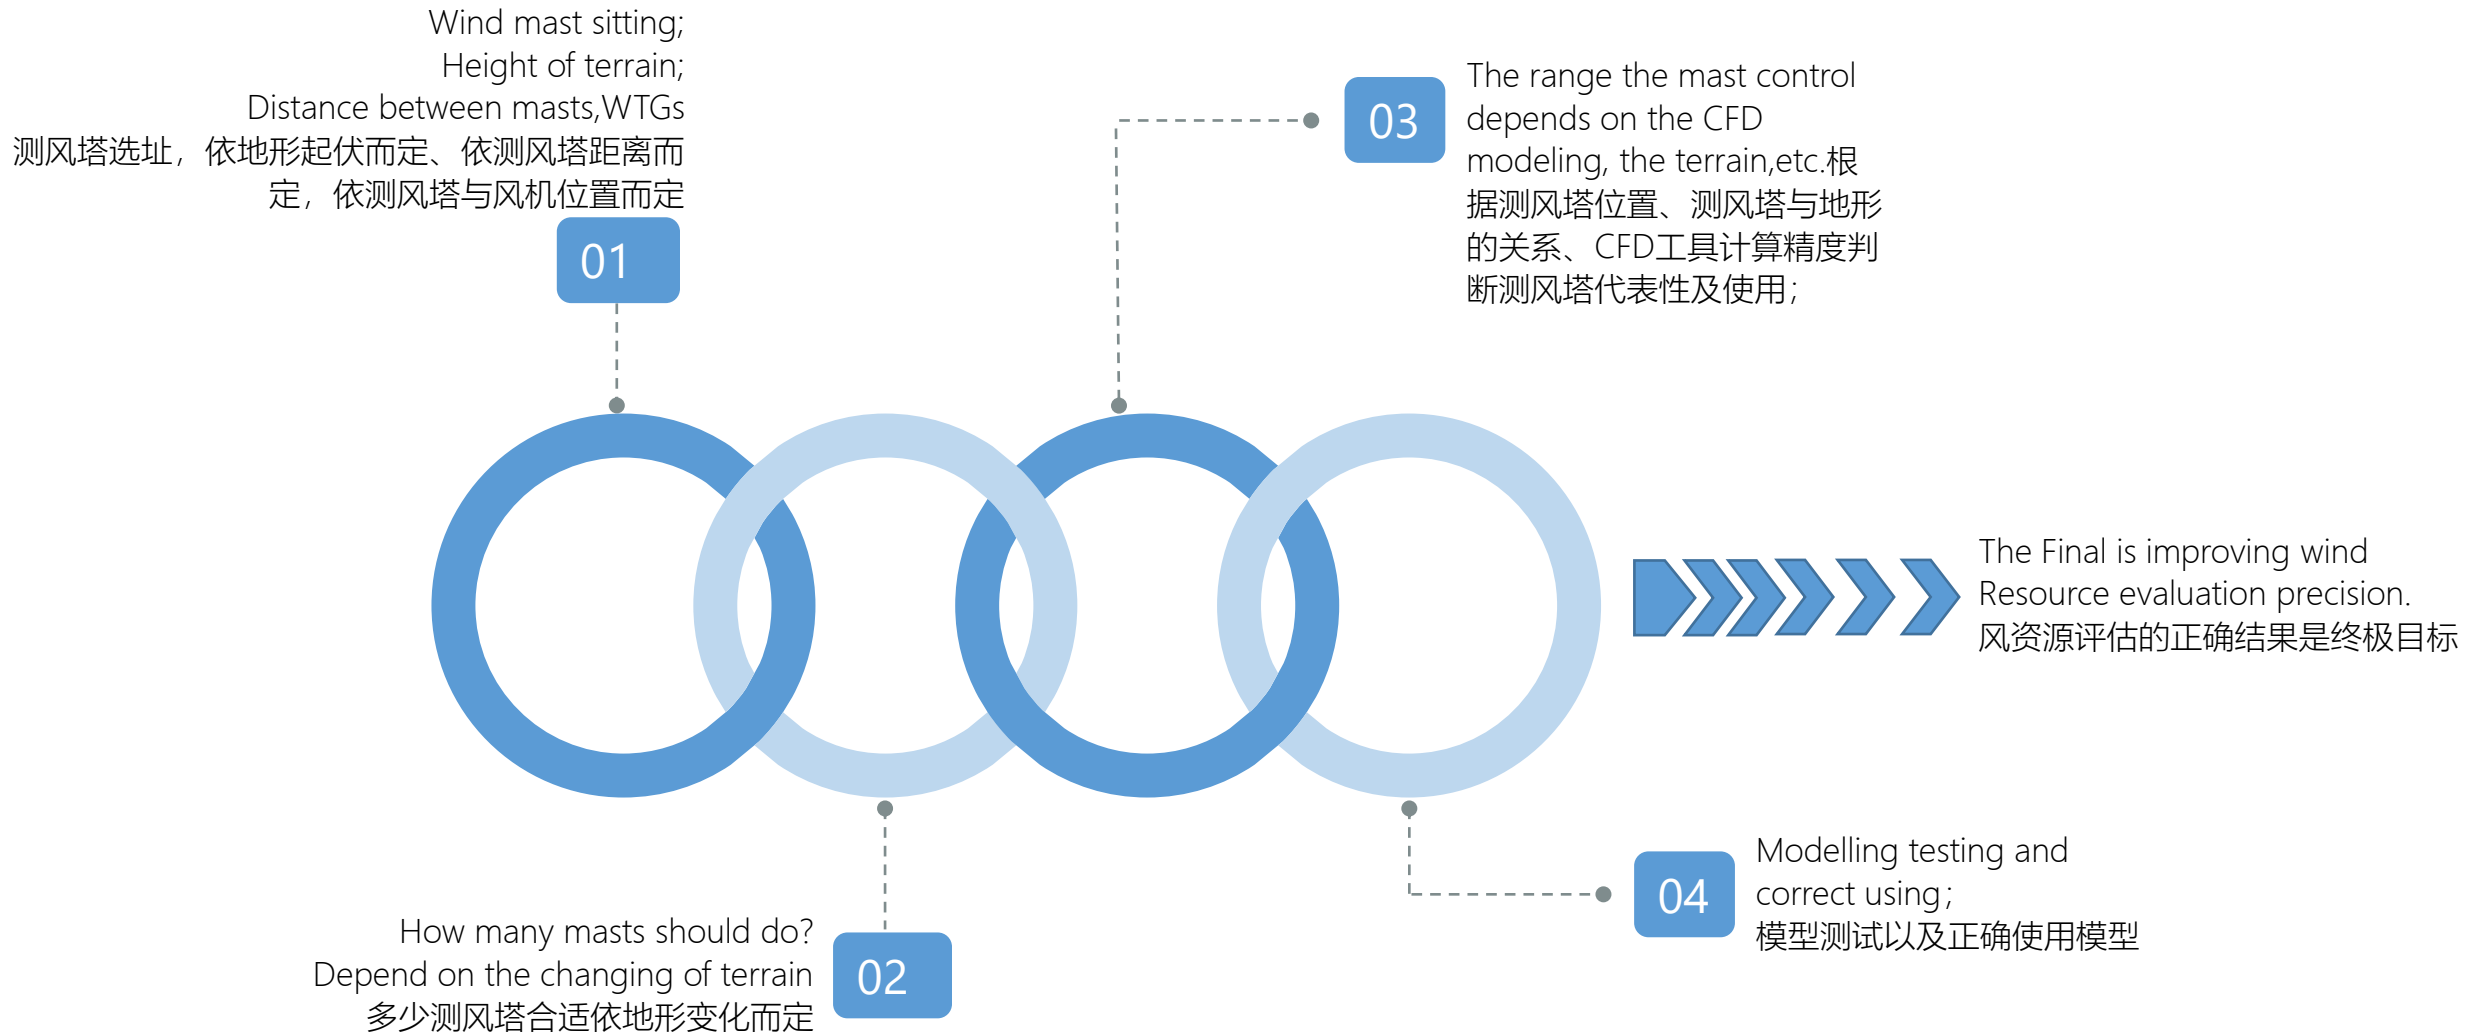 Wind mast sitting;
Height of terrain;
Distance between masts,WTGs
测风塔选址，依地形起伏而定、依测风塔距离而
定，依测风塔与风机位置而定
01
03
The range the mast control
depends on the CFD
modeling, the terrain,etc.根
据测风塔位置、测风塔与地形
的关系、CFD工具计算精度判
断测风塔代表性及使用；
The Final is improving wind
Resource evaluation precision.
风资源评估的正确结果是终极目标
How many masts should do?
Depend on the changing of terrain
多少测风塔合适依地形变化而定
02
04
Modelling testing and
correct using；
模型测试以及正确使用模型